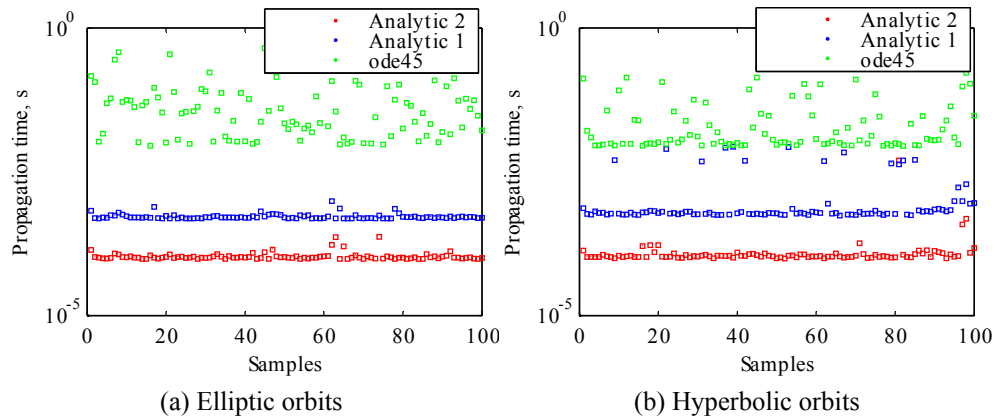 10^0
Analytic 2
Analytic 1
ode45
Propagation time, s
10^-5
0 20 40 60 80 100
Samples
(a) Elliptic orbits
10^0
Analytic 2
Analytic 1
ode45
Propagation time, s
10^-5
0 20 40 60 80 100
Samples
(b) Hyperbolic orbits